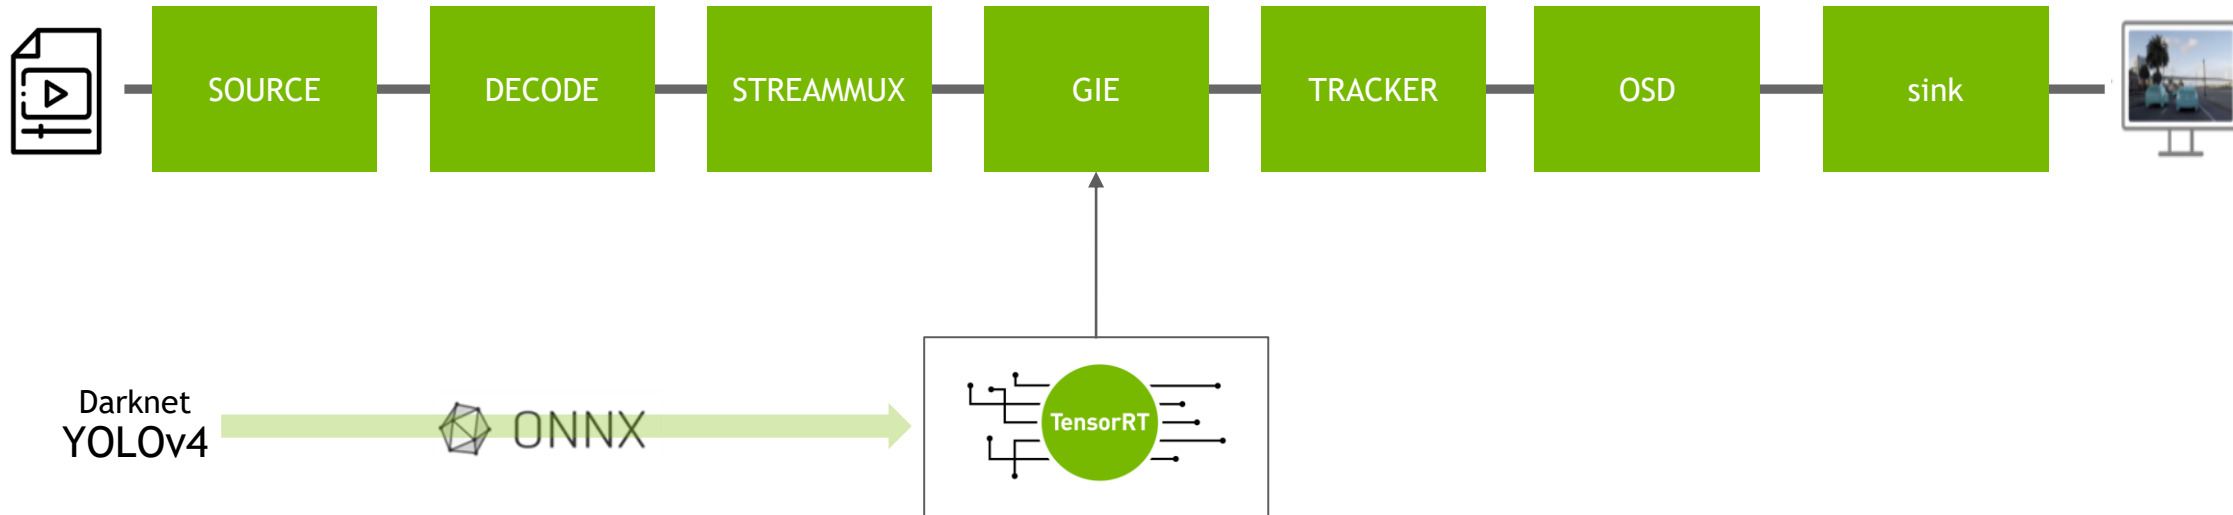 SOURCE
DECODE
STREAMMUX
GIE
TRACKER
OSD
sink
Darknet
YOLOv4
ONNX
TensorRT